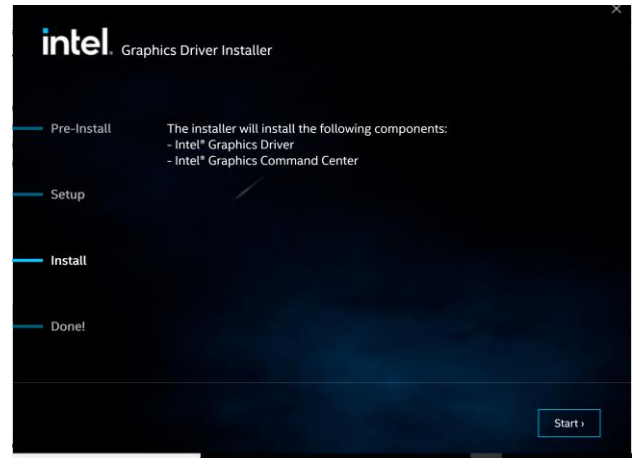 intel. Graphics Driver Installer
Pre-Install
The installer will install the following components:
- Intel® Graphics Driver
- Intel® Graphics Command Center
Setup
Install
Done!
Start ›